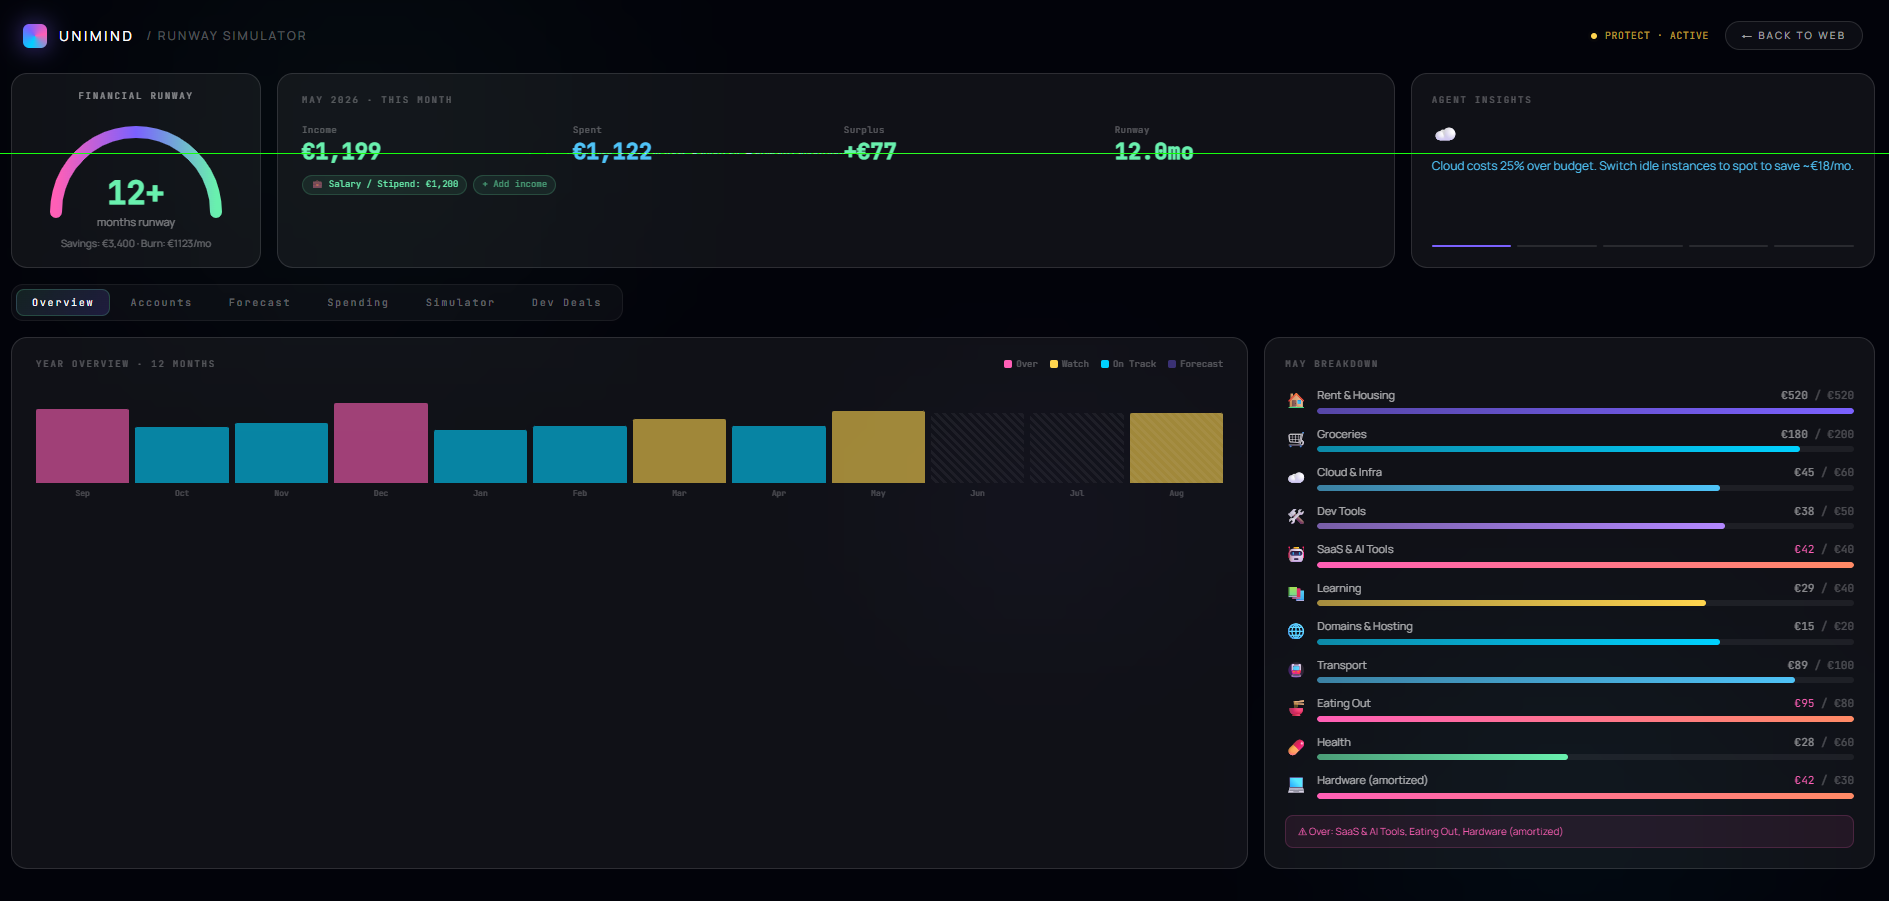 UNIMIND / RUNWAY SIMULATOR
PROTECT · ACTIVE
← BACK TO WEB
FINANCIAL RUNWAY
12+
months runway
Savings: €3,400 · Burn: €1123/mo
MAY 2026 · THIS MONTH
Income
€1,199
Spent
€1,122
Surplus
+€77
Runway
12.0mo
Salary / Stipend: €1,200
+ Add income
AGENT INSIGHTS
Cloud costs 25% over budget. Switch idle instances to spot to save ~€18/mo.
Overview
Accounts
Forecast
Spending
Simulator
Dev Deals
YEAR OVERVIEW · 12 MONTHS
Over
Watch
On Track
Forecast
Sep
Oct
Nov
Dec
Jan
Feb
Mar
Apr
May
Jun
Jul
Aug
MAY BREAKDOWN
Rent & Housing €520 / €520
Groceries €180 / €200
Cloud & Infra €45 / €60
Dev Tools €38 / €50
SaaS & AI Tools €42 / €40
Learning €29 / €40
Domains & Hosting €15 / €20
Transport €89 / €100
Eating Out €95 / €80
Health €28 / €60
Hardware (amortized) €42 / €30
⚠ Over: SaaS & AI Tools, Eating Out, Hardware (amortized)